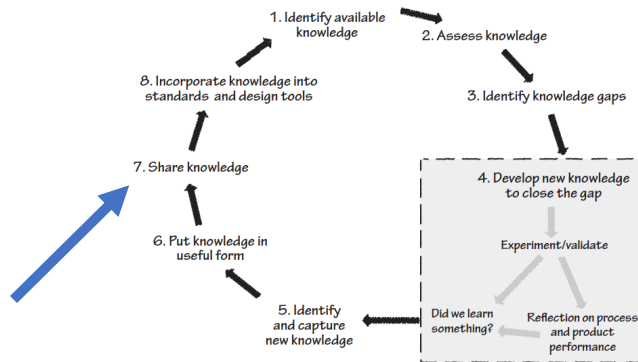 1. Identify available
knowledge
2. Assess knowledge
3. Identify knowledge gaps
4. Develop new knowledge
to close the gap
Experiment/validate
Did we learn
something?
Reflection on process
and product
performance
5. Identify
and capture
new knowledge
6. Put knowledge in
useful form
7. Share knowledge
8. Incorporate knowledge into
standards and design tools